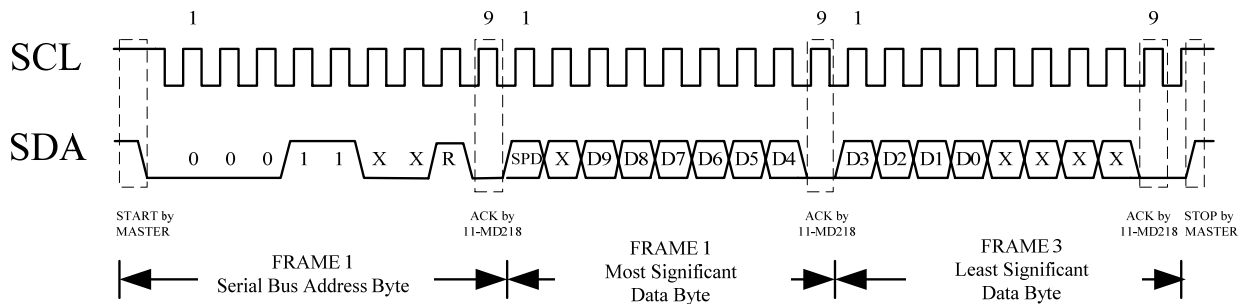 1 9 1 9 1 9
SCL
SDA
0 0 0 1 1 X X R SPD X D9 D8 D7 D6 D5 D4 D3 D2 D1 D0 X X X X
START by
MASTER
ACK by
11-MD218
ACK by
11-MD218
ACK by
11-MD218
STOP by
MASTER
FRAME 1
Serial Bus Address Byte
FRAME 1
Most Significant
Data Byte
FRAME 3
Least Significant
Data Byte